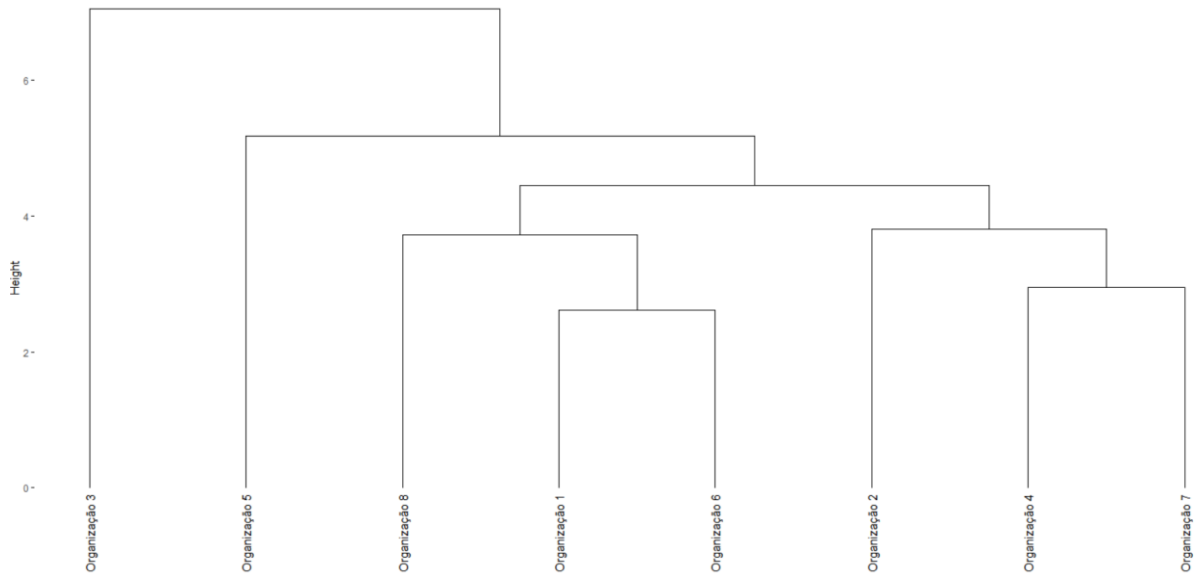 6
4
Height
2
0
Organização 3
Organização 5
Organização 8
Organização 1
Organização 6
Organização 2
Organização 4
Organização 7